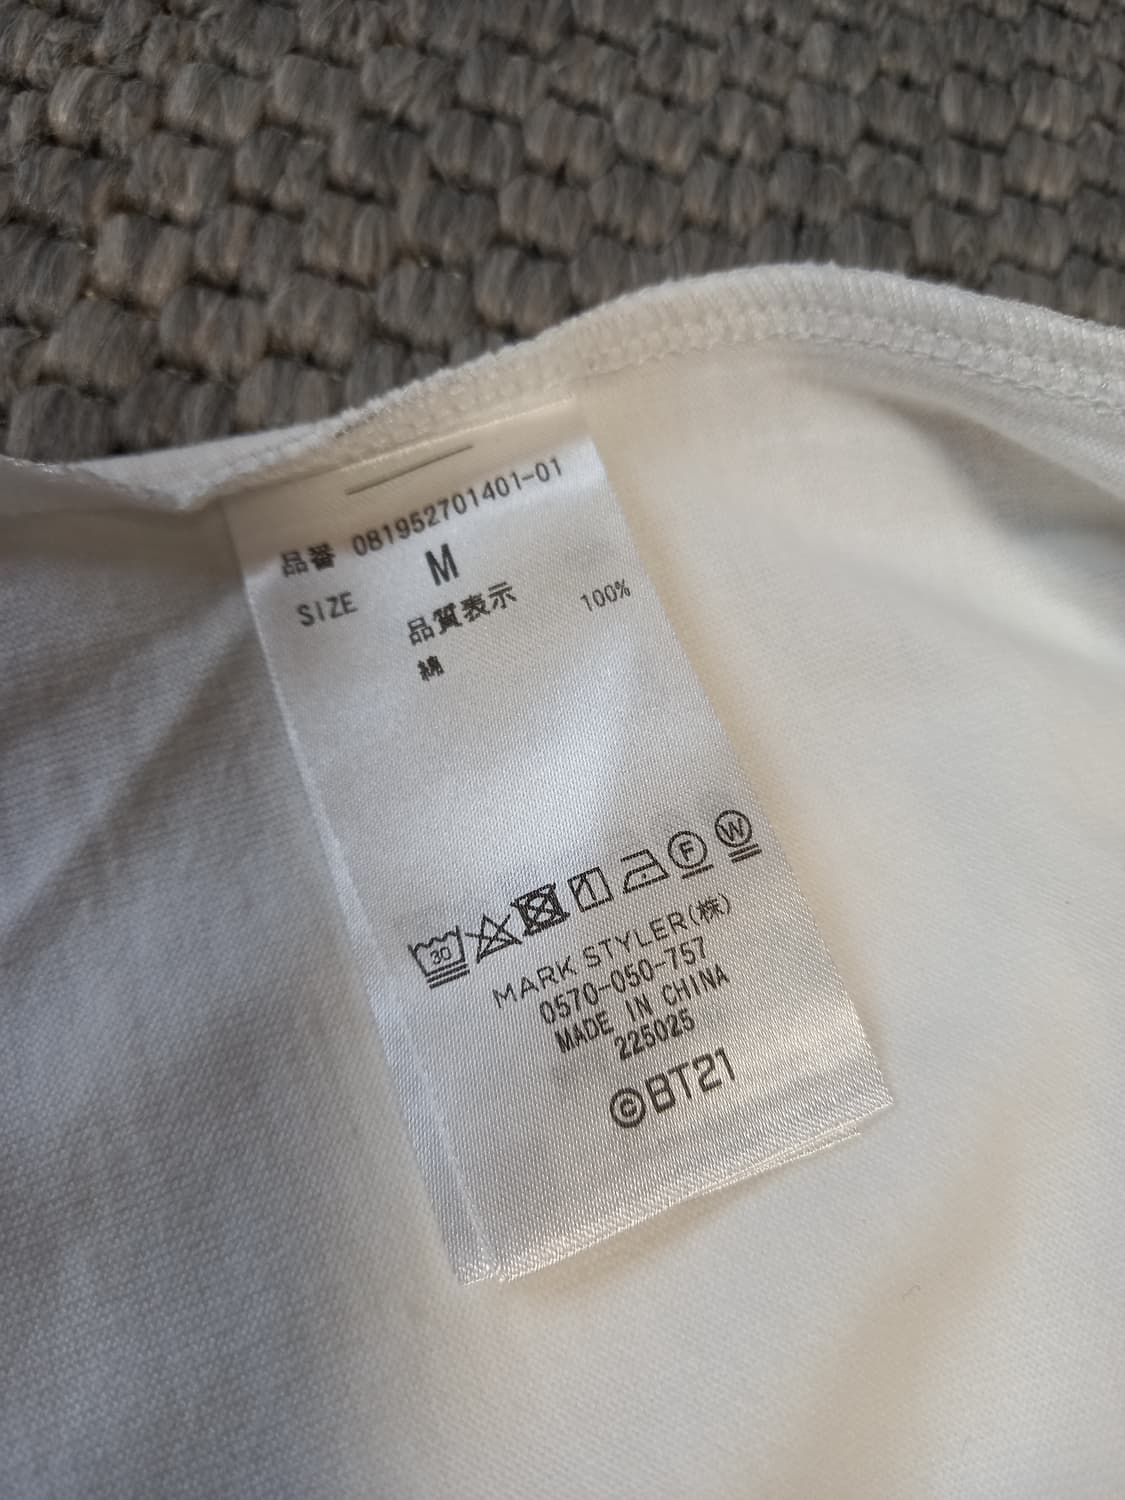 品番 081952701401-01
SIZE M
品質表示
綿 100%
30 F W
MARK STYLER(株)
0570-050-757
MADE IN CHINA
225025
©BT21